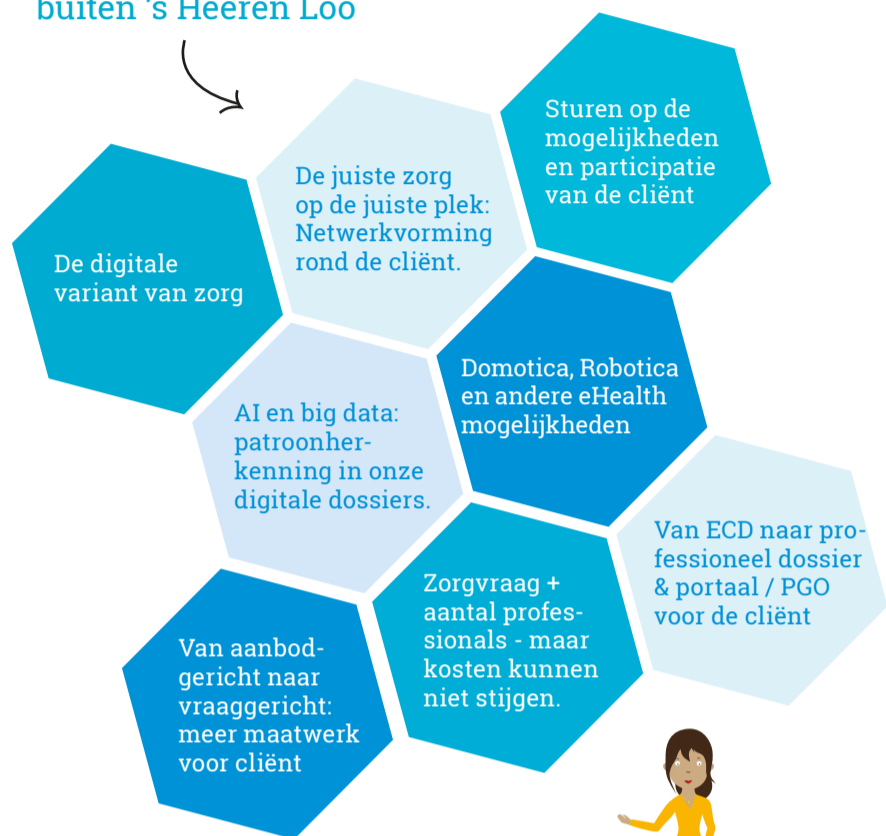 buiten 's Heeren Loo
Sturen op de
mogelijkheden
en participatie
van de cliënt
De juiste zorg
op de juiste plek:
Netwerkvorming
rond de cliënt.
De digitale
variant van zorg
Domotica, Robotica
en andere eHealth
mogelijkheden
AI en big data:
patroonher-
kenning in onze
digitale dossiers.
Van ECD naar pro-
fessioneel dossier
& portaal / PGO
voor de cliënt
Zorgvraag +
aantal profes-
sionals - maar
kosten kunnen
niet stijgen.
Van aanbod-
gericht naar
vraaggericht:
meer maatwerk
voor cliënt